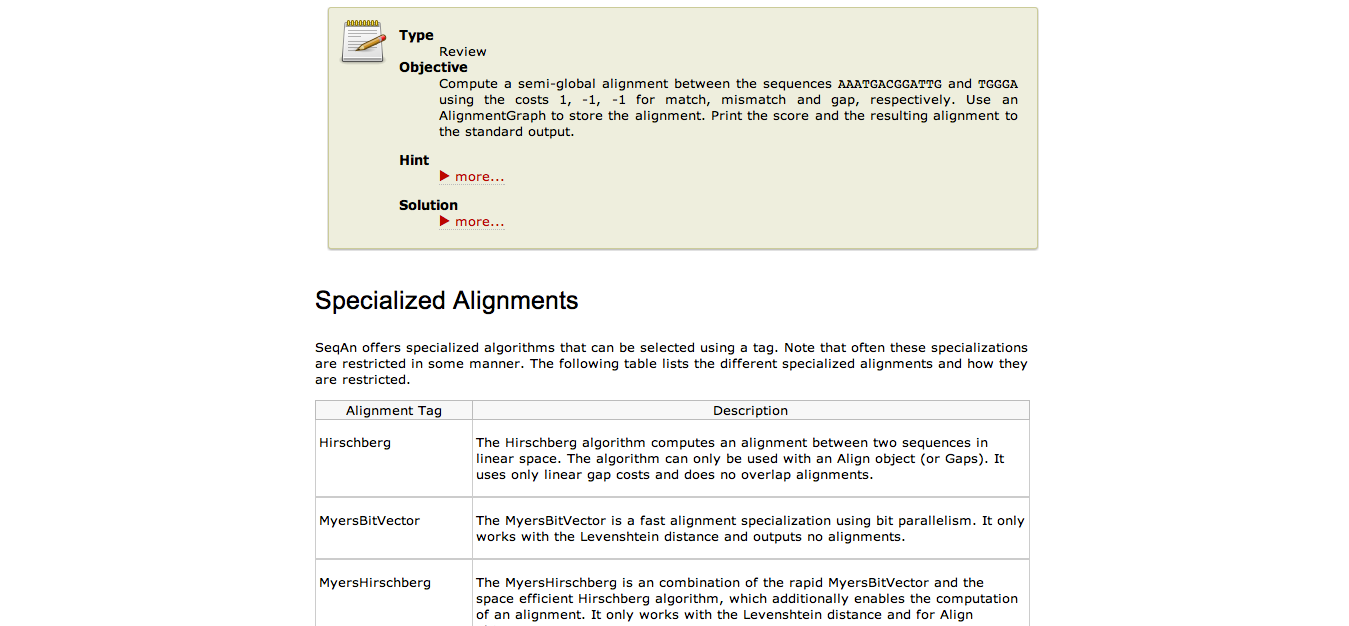 Type
Review
Objective
Compute a semi-global alignment between the sequences AAATGACGGATTG and TGGGA
using the costs 1, -1, -1 for match, mismatch and gap, respectively. Use an
AlignmentGraph to store the alignment. Print the score and the resulting alignment to
the standard output.
Hint
more...
Solution
more...
Specialized Alignments
SeqAn offers specialized algorithms that can be selected using a tag. Note that often these specializations
are restricted in some manner. The following table lists the different specialized alignments and how they
are restricted.
Alignment Tag Description
Hirschberg
The Hirschberg algorithm computes an alignment between two sequences in
linear space. The algorithm can only be used with an Align object (or Gaps). It
uses only linear gap costs and does no overlap alignments.
MyersBitVector
The MyersBitVector is a fast alignment specialization using bit parallelism. It only
works with the Levenshtein distance and outputs no alignments.
MyersHirschberg
The MyersHirschberg is an combination of the rapid MyersBitVector and the
space efficient Hirschberg algorithm, which additionally enables the computation
of an alignment. It only works with the Levenshtein distance and for Align